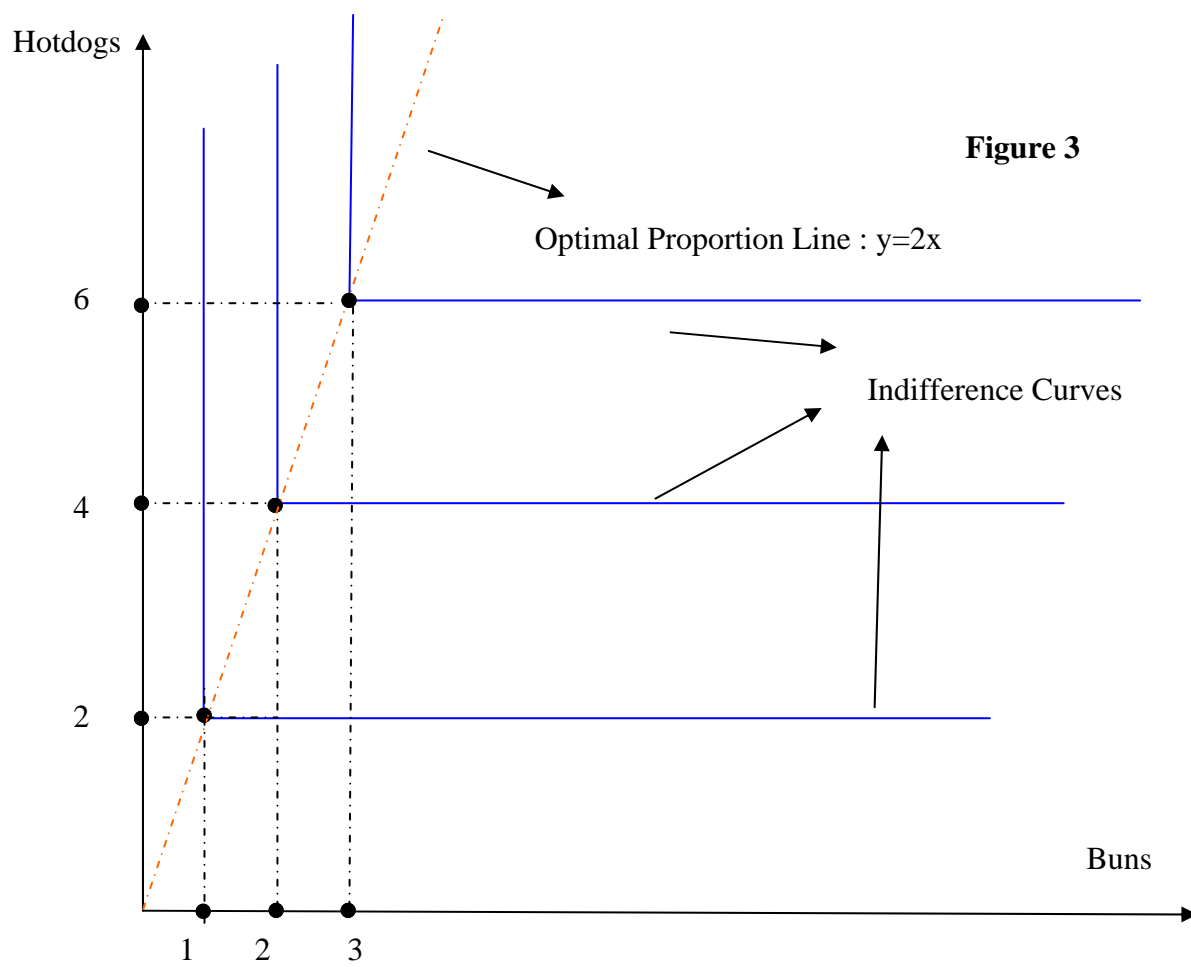 Hotdogs
Figure 3
Optimal Proportion Line : y=2x
6
Indifference Curves
4
2
Buns
1 2 3